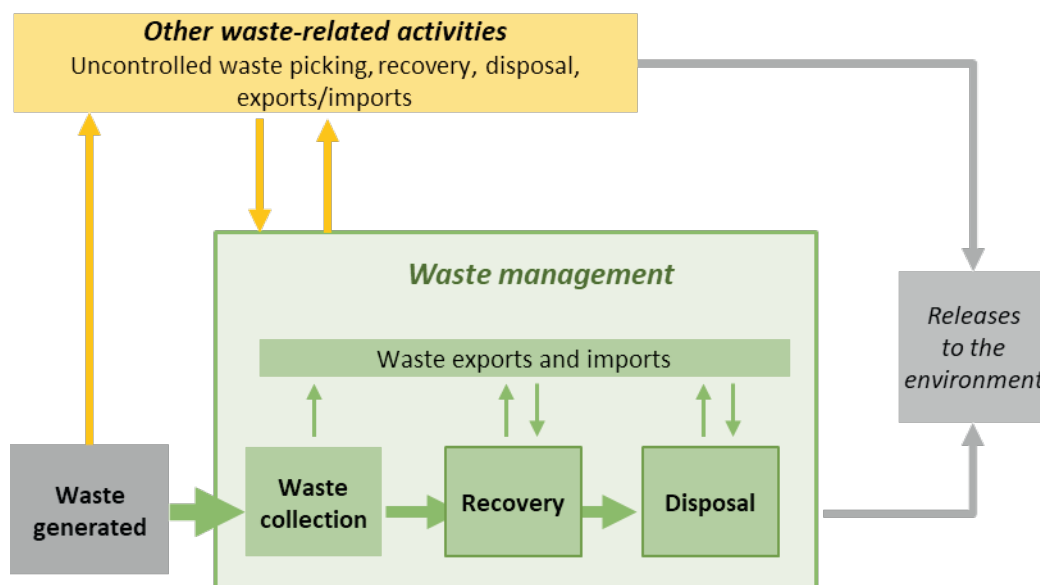 Other waste-related activities
Uncontrolled waste picking, recovery, disposal,
exports/imports
Waste management
Waste exports and imports
Releases
to the
environment
Waste
generated
Waste
collection
Recovery
Disposal